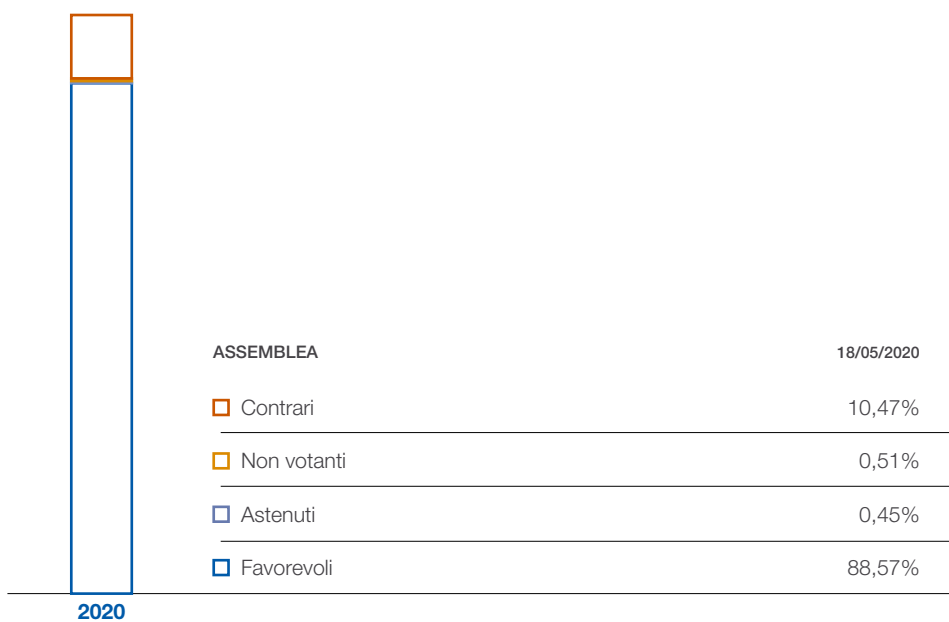 ASSEMBLEA 18/05/2020
Contrari 10,47%
Non votanti 0,51%
Astenuti 0,45%
Favorevoli 88,57%
2020